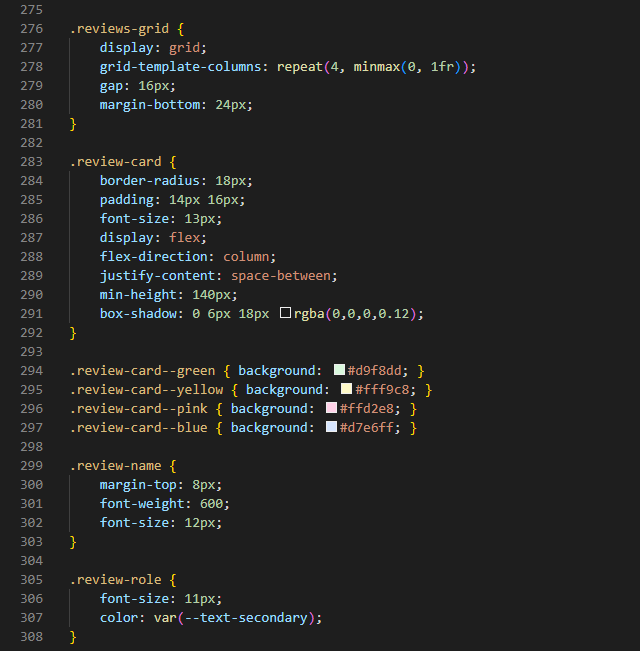 275
276 .reviews-grid {
277     display: grid;
278     grid-template-columns: repeat(4, minmax(0, 1fr));
279     gap: 16px;
280     margin-bottom: 24px;
281 }
282
283 .review-card {
284     border-radius: 18px;
285     padding: 14px 16px;
286     font-size: 13px;
287     display: flex;
288     flex-direction: column;
289     justify-content: space-between;
290     min-height: 140px;
291     box-shadow: 0 6px 18px rgba(0,0,0,0.12);
292 }
293
294 .review-card--green { background: #d9f8dd; }
295 .review-card--yellow { background: #fff9c8; }
296 .review-card--pink { background: #ffd2e8; }
297 .review-card--blue { background: #d7e6ff; }
298
299 .review-name {
300     margin-top: 8px;
301     font-weight: 600;
302     font-size: 12px;
303 }
304
305 .review-role {
306     font-size: 11px;
307     color: var(--text-secondary);
308 }